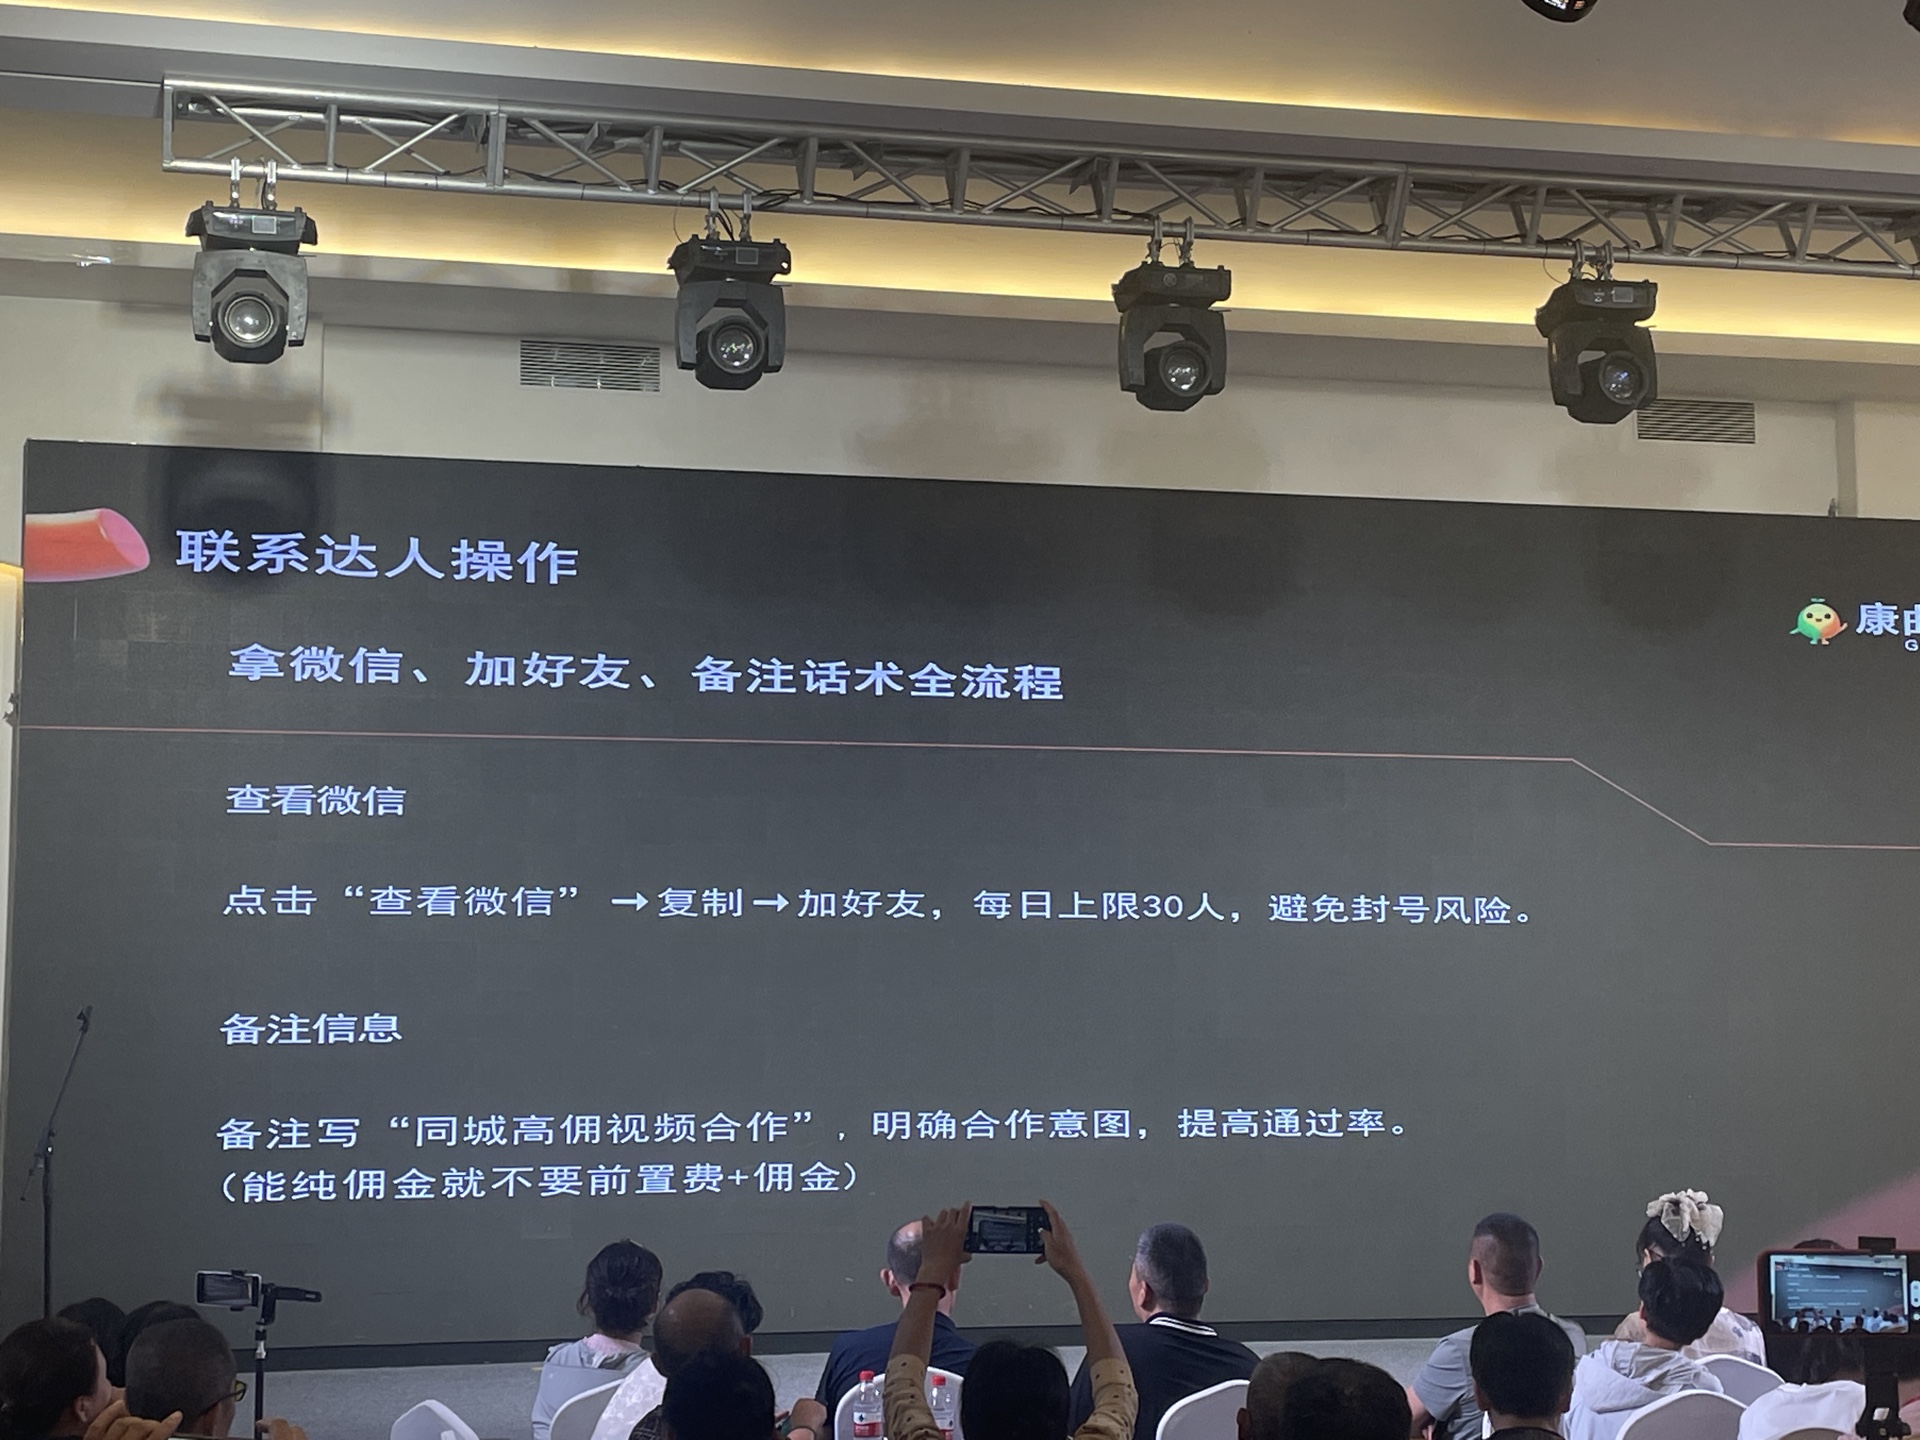 联系达人操作
拿微信、加好友、备注话术全流程
康
G
查看微信
点击“查看微信”→复制→加好友，每日上限30人，避免封号风险。
备注信息
备注写“同城高佣视频合作”，明确合作意图，提高通过率。
（能纯佣金就不要前置费+佣金）